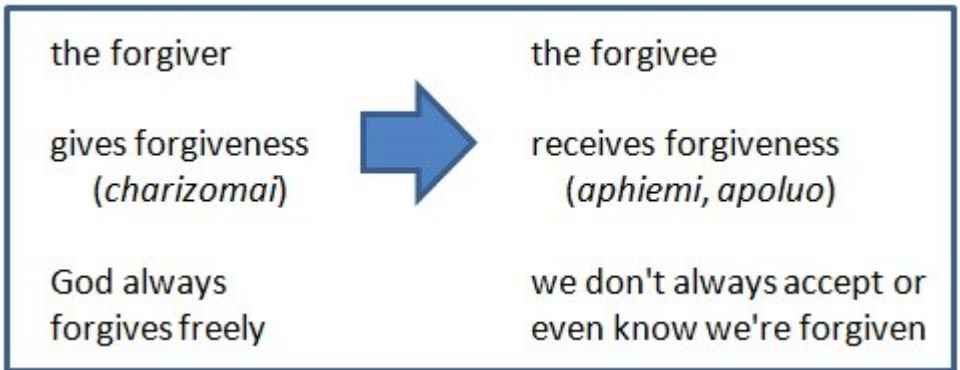 the forgiver
gives forgiveness
(charizomai)
God always
forgives freely
the forgivee
receives forgiveness
(aphiemi, apoluo)
we don't always accept or
even know we're forgiven